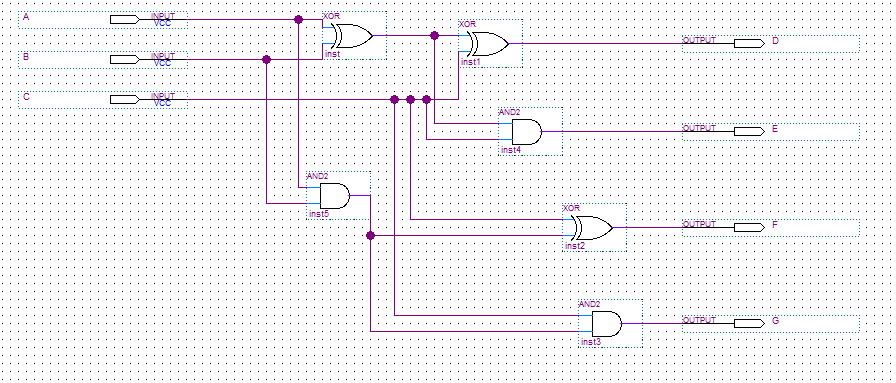 A
INPUT
VCC
XOR
inst
XOR
inst1
OUTPUT
D
B
INPUT
VCC
C
INPUT
VCC
AND2
inst4
OUTPUT
E
AND2
inst5
XOR
inst2
OUTPUT
F
AND2
inst3
OUTPUT
G